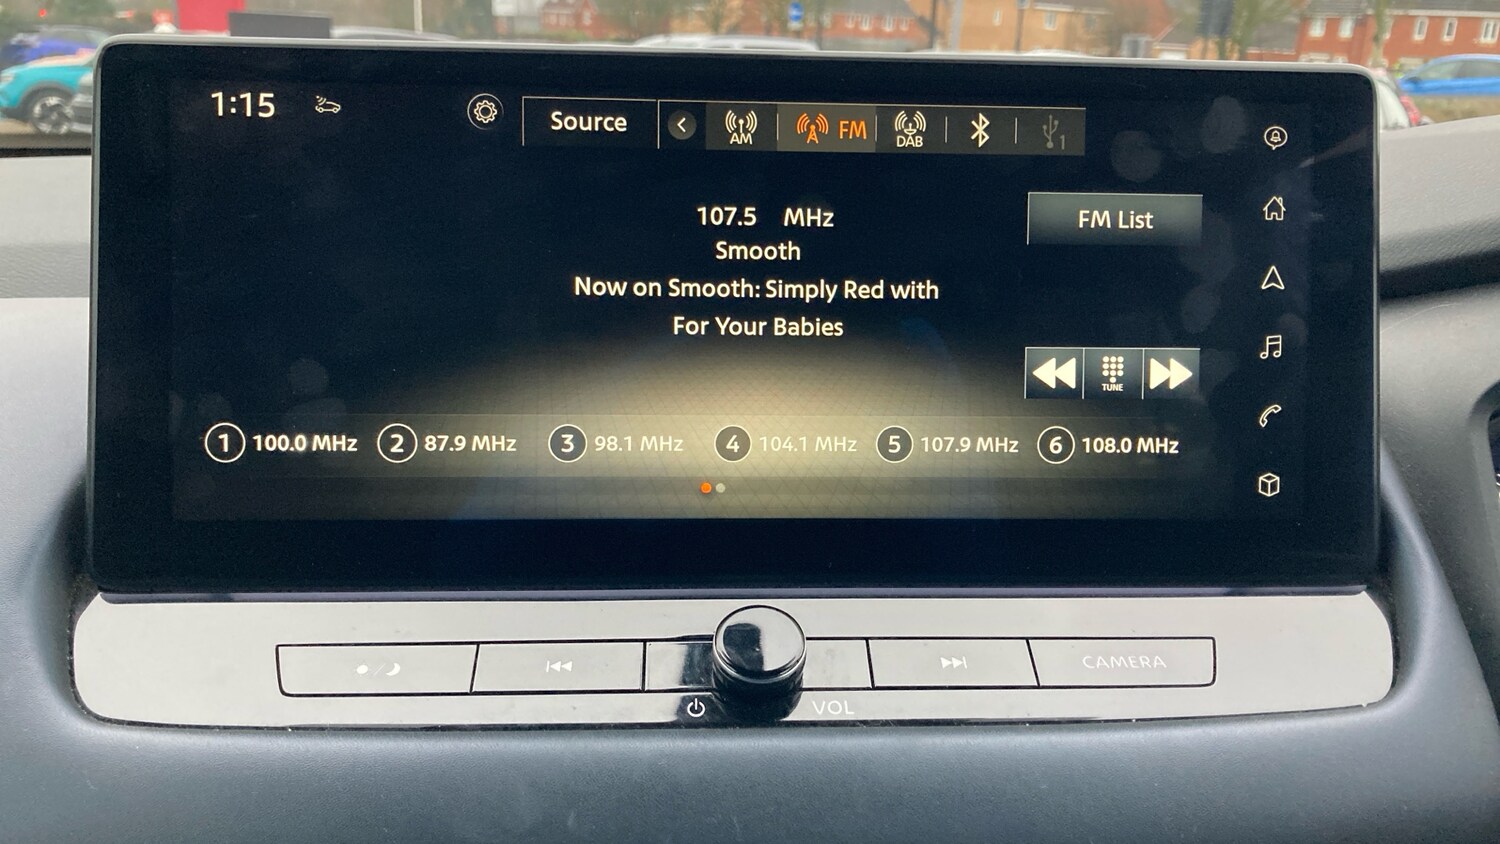 1:15
Source
AM
FM
DAB
1
107.5 MHz
FM List
Smooth
Now on Smooth: Simply Red with
For Your Babies
TUNE
1 100.0 MHz 2 87.9 MHz 3 98.1 MHz 4 104.1 MHz 5 107.9 MHz 6 108.0 MHz
CAMERA
VOL